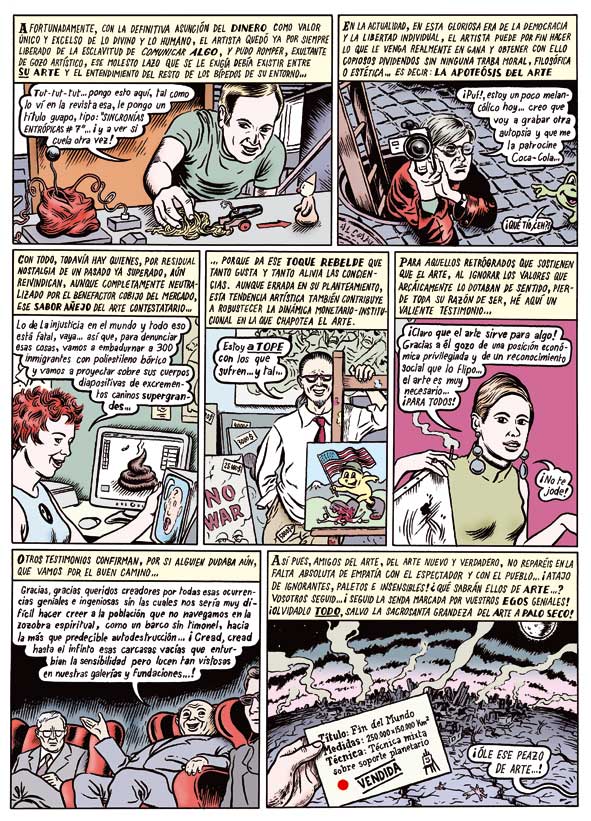 AFORTUNADAMENTE, CON LA DEFINITIVA ASUNCIÓN DEL DINERO COMO VALOR
ÚNICO Y EXCELSO DE LO DIVINO Y LO HUMANO, EL ARTISTA QUEDÓ YA POR SIEMPRE
LIBERADO DE LA ESCLAVITUD DE COMUNICAR ALGO, Y PUDO ROMPER, EXULTANTE
DE GOZO ARTÍSTICO, ESE MOLESTO LAZO QUE SE LE EXIGÍA DEBÍA EXISTIR ENTRE
SU ARTE Y EL ENTENDIMIENTO DEL RESTO DE LOS BÍPEDOS DE SU ENTORNO...
Tut-tut-tut... pongo esto aquí, tal como
lo ví en la revista esa, le pongo un
título guapo, tipo: "SINCRONÍAS
ENTRÓPICAS # 7"... ¡y a ver si
cuela otra vez!
EN LA ACTUALIDAD, EN ESTA GLORIOSA ERA DE LA DEMOCRACIA
Y LA LIBERTAD INDIVIDUAL, EL ARTISTA PUEDE POR FIN HACER
LO QUE LE VENGA REALMENTE EN GANA Y OBTENER CON ELLO
COPIOSOS DIVIDENDOS SIN NINGUNA TRABA MORAL, FILOSÓFICA
O ESTÉTICA... ES DECIR: LA APOTEÓSIS DEL ARTE
¡Puf!, estoy un poco melan-
cólico hoy... creo que
voy a grabar otra
autopsia y que me
la patrocine
Coca-Cola...
¡QUÉ TÍO, EH?!
CON TODO, TODAVÍA HAY QUIENES, POR RESIDUAL
NOSTALGIA DE UN PASADO YA SUPERADO, AÚN
REIVINDICAN, AUNQUE COMPLETAMENTE NEUTRA-
LIZADO POR EL BENEFACTOR COBIJO DEL MERCADO,
ESE SABOR AÑEJO DEL ARTE CONTESTATARIO...
Lo de la injusticia en el mundo y todo eso
está fatal, vaya... así que, para denunciar
esas cosas, vamos a embadurnar a 300
inmigrantes con poliestileno bórico
y vamos a proyectar sobre sus cuerpos
diapositivas de excremen-
tos caninos supergran-
des...
... PORQUE DA ESE TOQUE REBELDE QUE
TANTO GUSTA Y TANTO ALIVIA LAS CONCIEN-
CIAS. AUNQUE ERRADA EN SU PLANTEAMIENTO,
ESTA TENDENCIA ARTÍSTICA TAMBIÉN CONTRIBUYE
A ROBUSTECER LA DINÁMICA MONETARIO-INSTITU-
CIONAL EN LA QUE CHAPOTEA EL ARTE.
Estoy a TOPE
con los que
sufren...y tal...
NO
WAR
PARA AQUELLOS RETRÓGRADOS QUE SOSTIENEN
QUE EL ARTE, AL IGNORAR LOS VALORES QUE
ARCÁICAMENTE LO DOTABAN DE SENTIDO, PIER-
DE TODA SU RAZÓN DE SER, HÉ AQUÍ UN
VALIENTE TESTIMONIO...
¡Claro que el arte sirve para algo!
Gracias a él gozo de una posición econó-
mica privilegiada y de un reconocimiento
social que lo flipo...
el arte es muy
necesario...
¡PARA TODOS!
¡No te
jode!
OTROS TESTIMONIOS CONFIRMAN, POR SI ALGUIEN DUDABA AÚN,
QUE VAMOS POR EL BUEN CAMINO...
Gracias, gracias queridos creadores por todas esas ocurren-
cias geniales e ingeniosas sin las cuales nos sería muy di-
fícil hacer creer a la población que no navegamos en la
zozobra espiritual, como un barco sin timonel, hacia
la más que predecible autodestrucción... ¡Cread, cread
hasta el infinito esas carcasas vacías que entur-
bian la sensibilidad pero lucen tan vistosas
en nuestras galerías y fundaciones...!
ASÍ PUES, AMIGOS DEL ARTE, DEL ARTE NUEVO Y VERDADERO, NO REPARÉIS EN LA
FALTA ABSOLUTA DE EMPATÍA CON EL ESPECTADOR Y CON EL PUEBLO... ¡ATAJO
DE IGNORANTES, PALETOS E INSENSIBLES! ¿QUÉ SABRÁN ELLOS DE ARTE...?
VOSOTROS SEGUID... ¡SEGUID LA SENDA MARCADA POR VUESTROS EGOS GENIALES!
¡OLVIDADLO TODO, SALVO LA SACROSANTA GRANDEZA DEL ARTE A PALO SECO!
Título: Fin del Mundo
Medidas: 250.000x150.000 Km²
Técnica: Técnica mixta
sobre soporte planetario
VENDIDA
¡ÓLE ESE PEAZO
DE ARTE...!